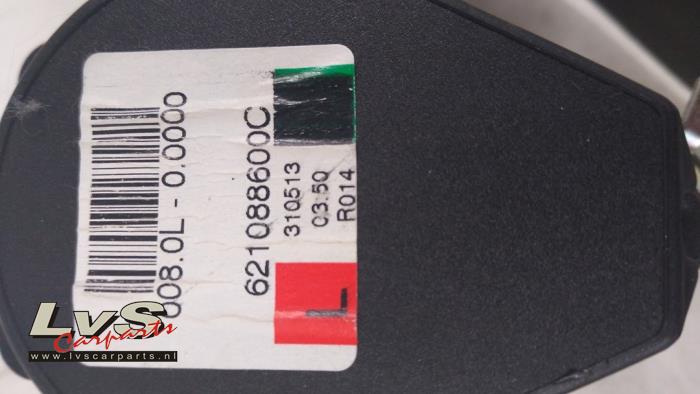 008.0L - 0.0000
621088600C
310513
03:50
R014
L
LvS
Carparts
www.lvscarparts.nl